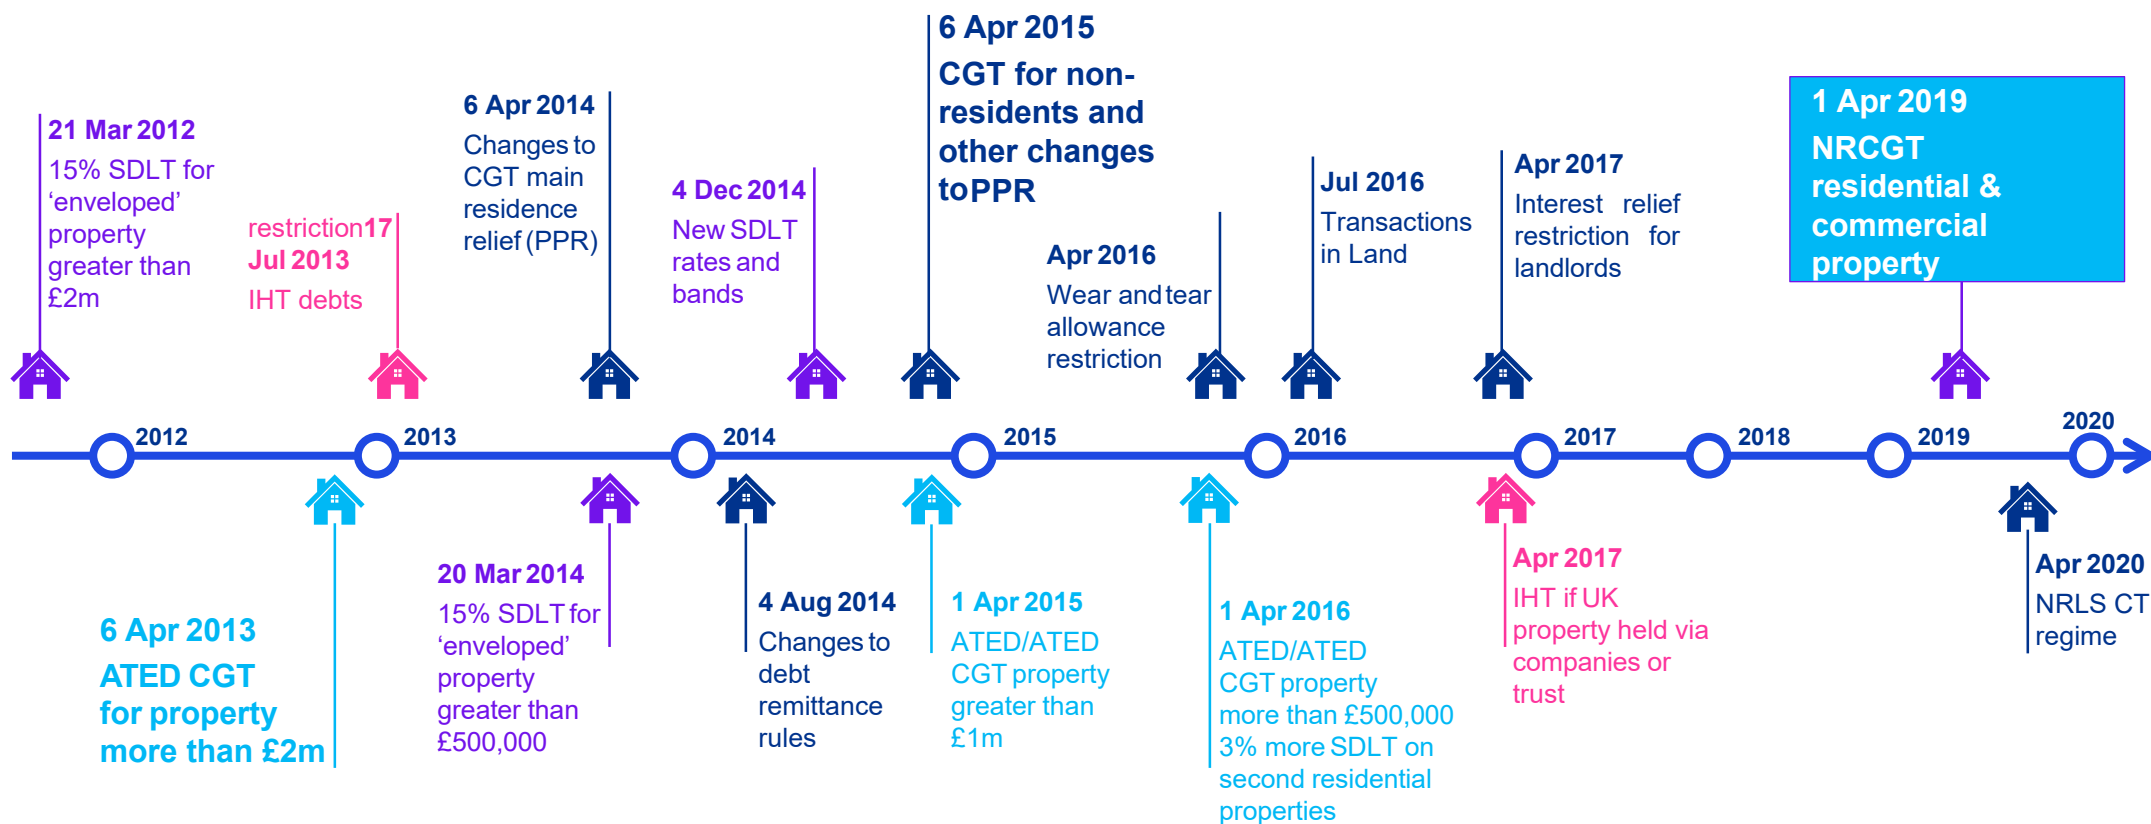 21 Mar 2012
15% SDLT for
‘enveloped’
property
greater than
£2m
restriction17
Jul 2013
IHT debts
6 Apr 2014
Changes to
CGT main
residence
relief (PPR)
4 Dec 2014
New SDLT
rates and
bands
6 Apr 2015
CGT for non-
residents and
other changes
to PPR
Apr 2016
Wear and tear
allowance
restriction
Jul 2016
Transactions
in Land
Apr 2017
Interest relief
restriction for
landlords
1 Apr 2019
NRCGT
residential &
commercial
property
2012
2013
2014
2015
2016
2017
2018
2019
2020
6 Apr 2013
ATED CGT
for property
more than £2m
20 Mar 2014
15% SDLT for
‘enveloped’
property
greater than
£500,000
4 Aug 2014
Changes to
debt
remittance
rules
1 Apr 2015
ATED/ATED
CGT property
greater than
£1m
1 Apr 2016
ATED/ATED
CGT property
more than £500,000
3% more SDLT on
second residential
properties
Apr 2017
IHT if UK
property held via
companies or
trust
Apr 2020
NRLS CT
regime